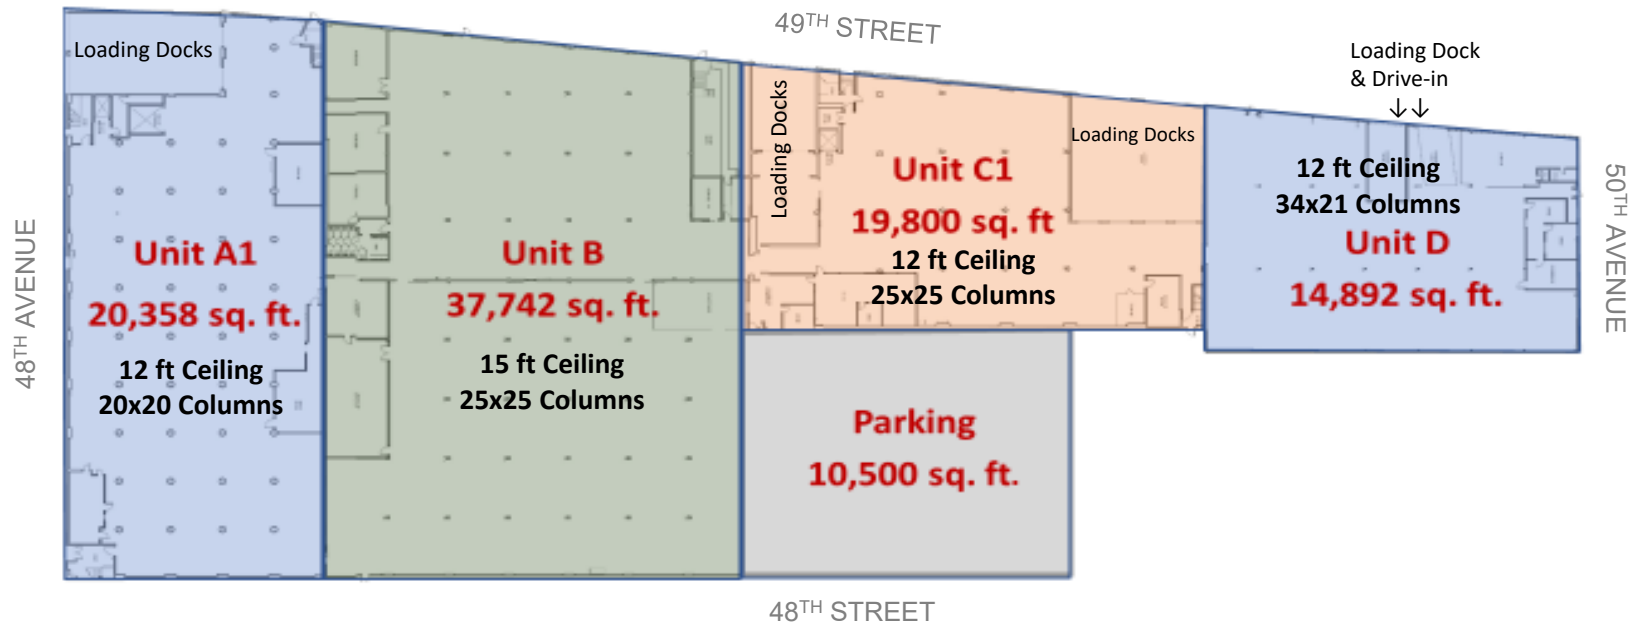 49TH STREET
Loading Docks
Loading Dock
& Drive-in
↓↓
Loading Docks
Loading Docks
Unit A1
20,358 sq. ft.
12 ft Ceiling
20x20 Columns
Unit B
37,742 sq. ft.
15 ft Ceiling
25x25 Columns
Unit C1
19,800 sq. ft
12 ft Ceiling
25x25 Columns
12 ft Ceiling
34x21 Columns
Unit D
14,892 sq. ft.
Parking
10,500 sq. ft.
48TH AVENUE
50TH AVENUE
48TH STREET